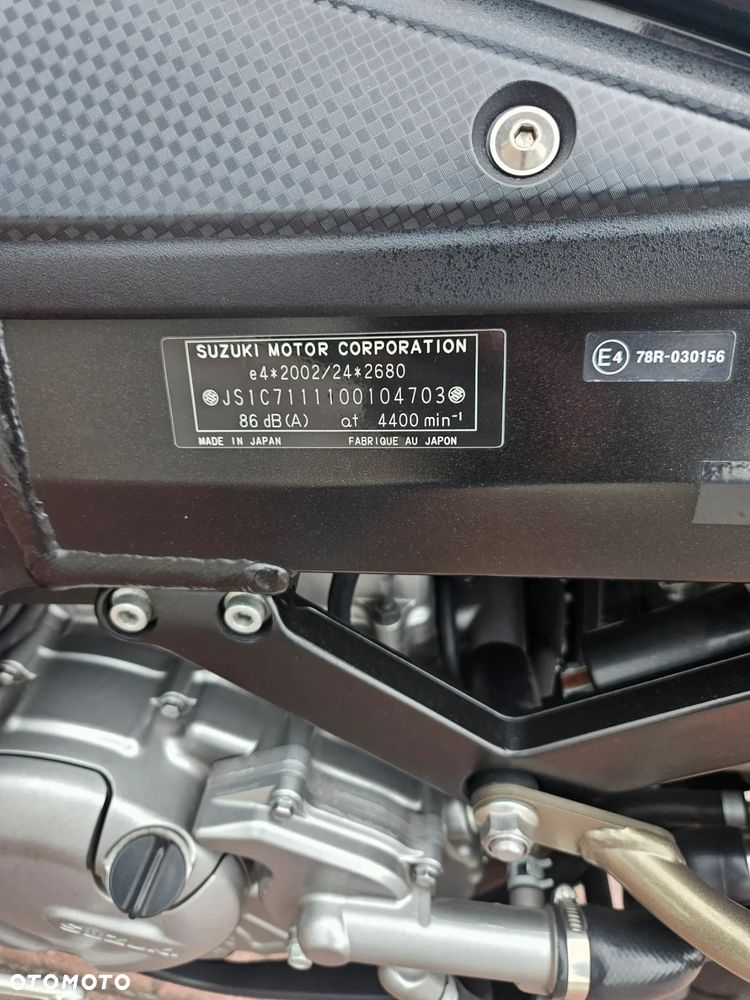 SUZUKI MOTOR CORPORATION
e4*2002/24*2680
JS1C7111100104703
86 dB(A) at 4400 min⁻¹
MADE IN JAPAN FABRIQUE AU JAPON
E4 78R-030156
SUZUKI
OTOMOTO